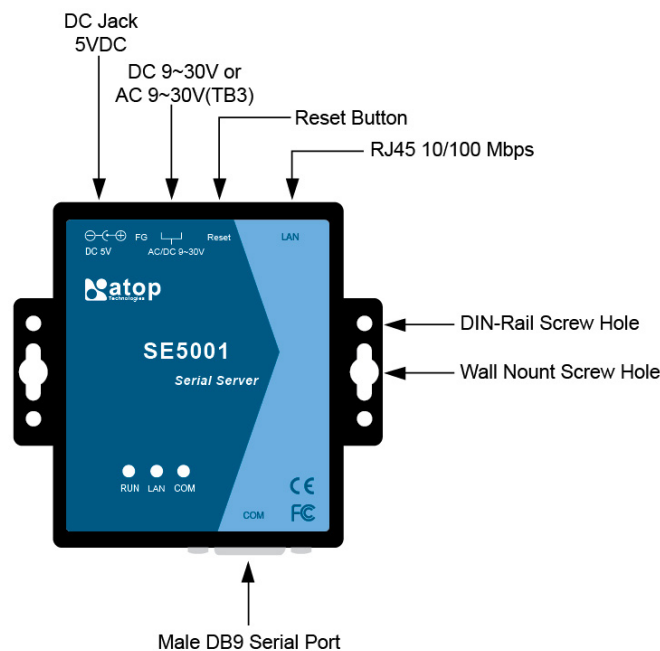 DC Jack
5VDC
DC 9~30V or
AC 9~30V(TB3)
Reset Button
RJ45 10/100 Mbps
FG
Reset
LAN
DC 5V
AC/DC 9~30V
atop
Technologies
DIN-Rail Screw Hole
SE5001
Wall Nount Screw Hole
Serial Server
RUN LAN COM
CE
COM
FC
Male DB9 Serial Port